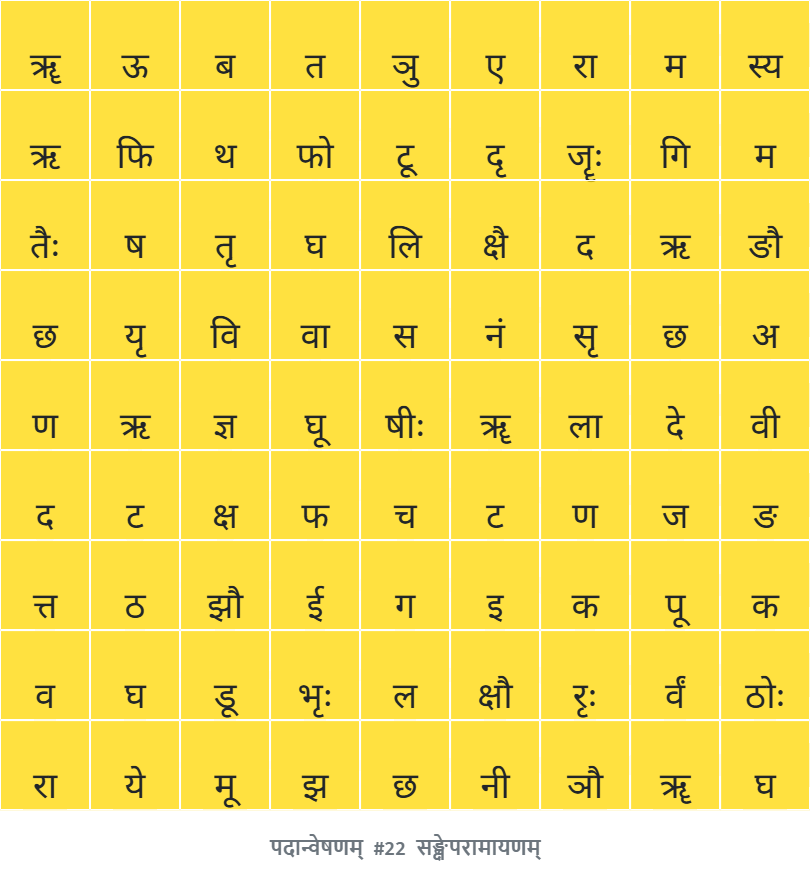 ॠ ऊ ब त ञु ए रा म स्य
ऋ फि थ फो टू दृ जॄः गि म
तैः ष तृ घ लि क्षै द ऋ ङौ
छ यृ वि वा स नं सृ छ अ
ण ऋ ज्ञ घू षीः ॠ ला दे वी
द ट क्ष फ च ट ण ज ङ
त्त ठ झौ ई ग इ क पू क
व घ डू भृः ल क्षौ रृः र्वं ठोः
रा ये मू झ छ नी ञौ ॠ घ
पदान्वेषणम् #22 सङ्क्षेपरामायणम्